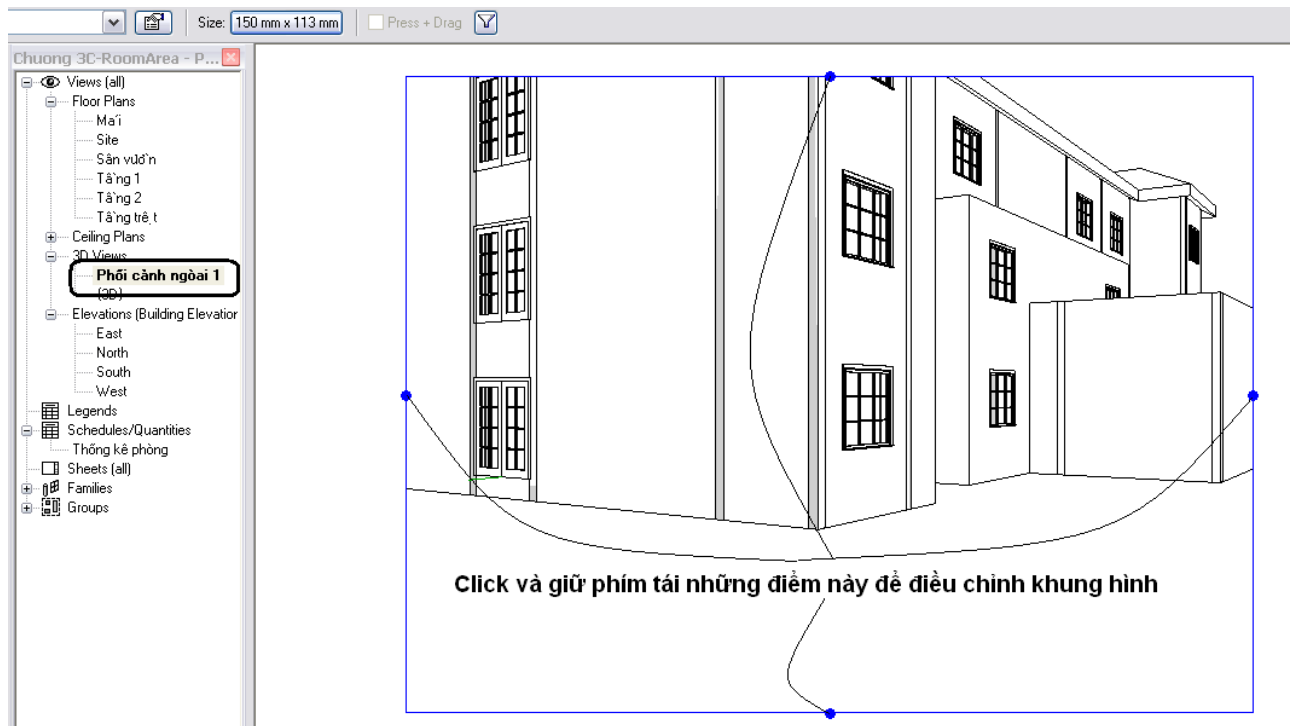 Size: 150 mm x 113 mm Press + Drag
Chuong 3C-RoomArea - P...
Views (all)
Floor Plans
Ma´i
Site
Sân vuờ`n
Tâ`ng 1
Tâ`ng 2
Tâ`ng trệ t
Ceiling Plans
3D Views
Phối cảnh ngòai 1
(3D)
Elevations (Building Elevation
East
North
South
West
Legends
Schedules/Quantities
Thống kê phòng
Sheets (all)
Families
Groups
Click và giữ phím tái những điểm này để điều chỉnh khung hình